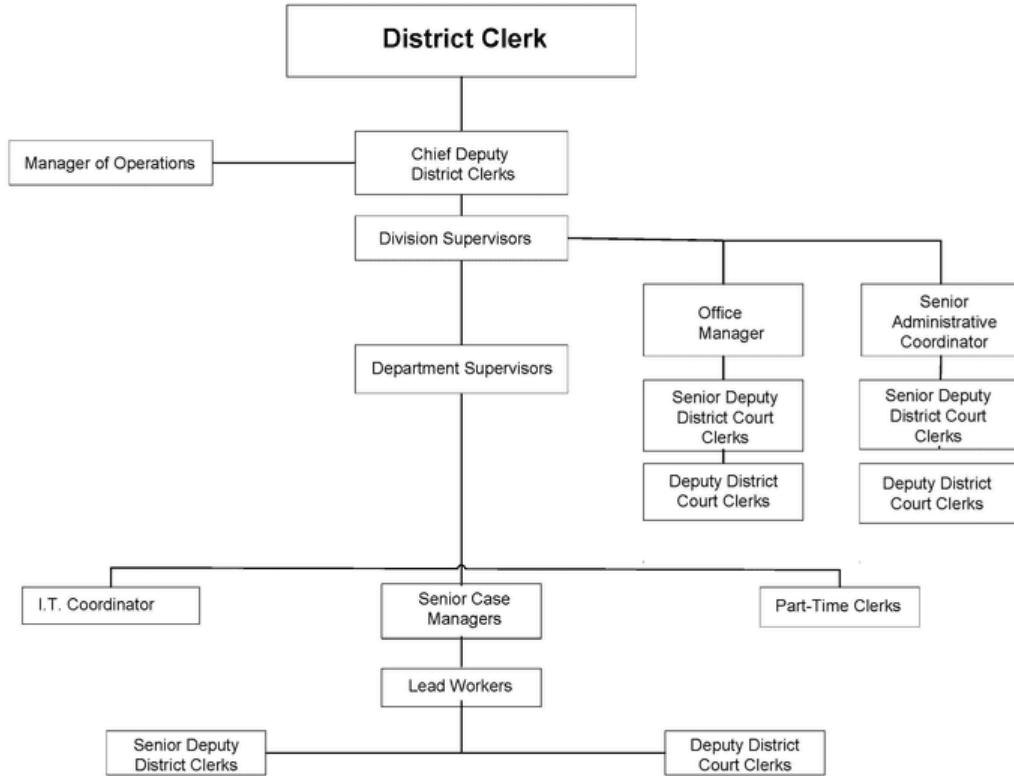 District Clerk
Manager of Operations
Chief Deputy
District Clerks
Division Supervisors
Office
Manager
Senior
Administrative
Coordinator
Department Supervisors
Senior Deputy
District Court
Clerks
Senior Deputy
District Court
Clerks
Deputy District
Court Clerks
Deputy District
Court Clerks
I.T. Coordinator
Senior Case
Managers
Part-Time Clerks
Lead Workers
Senior Deputy
District Clerks
Deputy District
Court Clerks